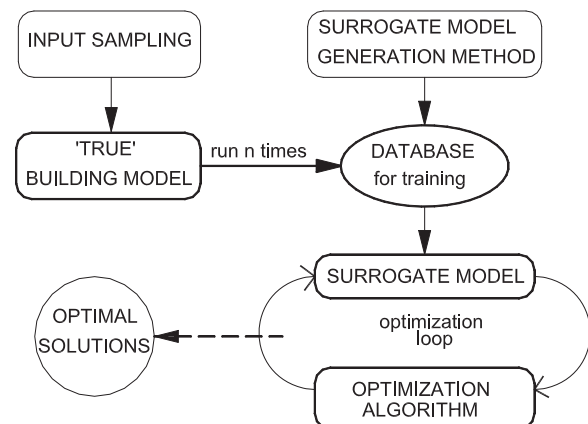 INPUT SAMPLING
SURROGATE MODEL
GENERATION METHOD
'TRUE'
BUILDING MODEL
run n times
DATABASE
for training
SURROGATE MODEL
OPTIMAL
SOLUTIONS
optimization
loop
OPTIMIZATION
ALGORITHM